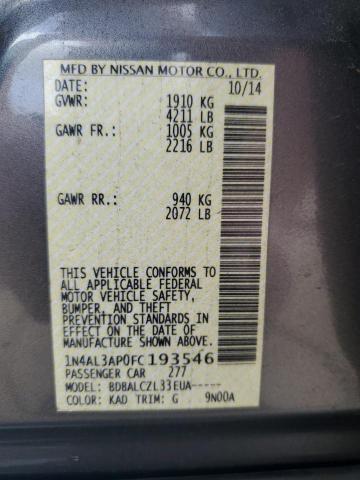 MFD BY NISSAN MOTOR CO., LTD.
DATE: 10/14
GVWR: 1910 KG
4211 LB
GAWR FR.: 1005 KG
2216 LB
GAWR RR.: 940 KG
2072 LB
THIS VEHICLE CONFORMS TO
ALL APPLICABLE FEDERAL
MOTOR VEHICLE SAFETY,
BUMPER, AND THEFT
PREVENTION STANDARDS IN
EFFECT ON THE DATE OF
MANUFACTURE SHOWN ABOVE.
1N4AL3AP0FC193546
PASSENGER CAR 277
MODEL: BDBALCZL33EUA-----
COLOR: KAD TRIM: G 9N00A